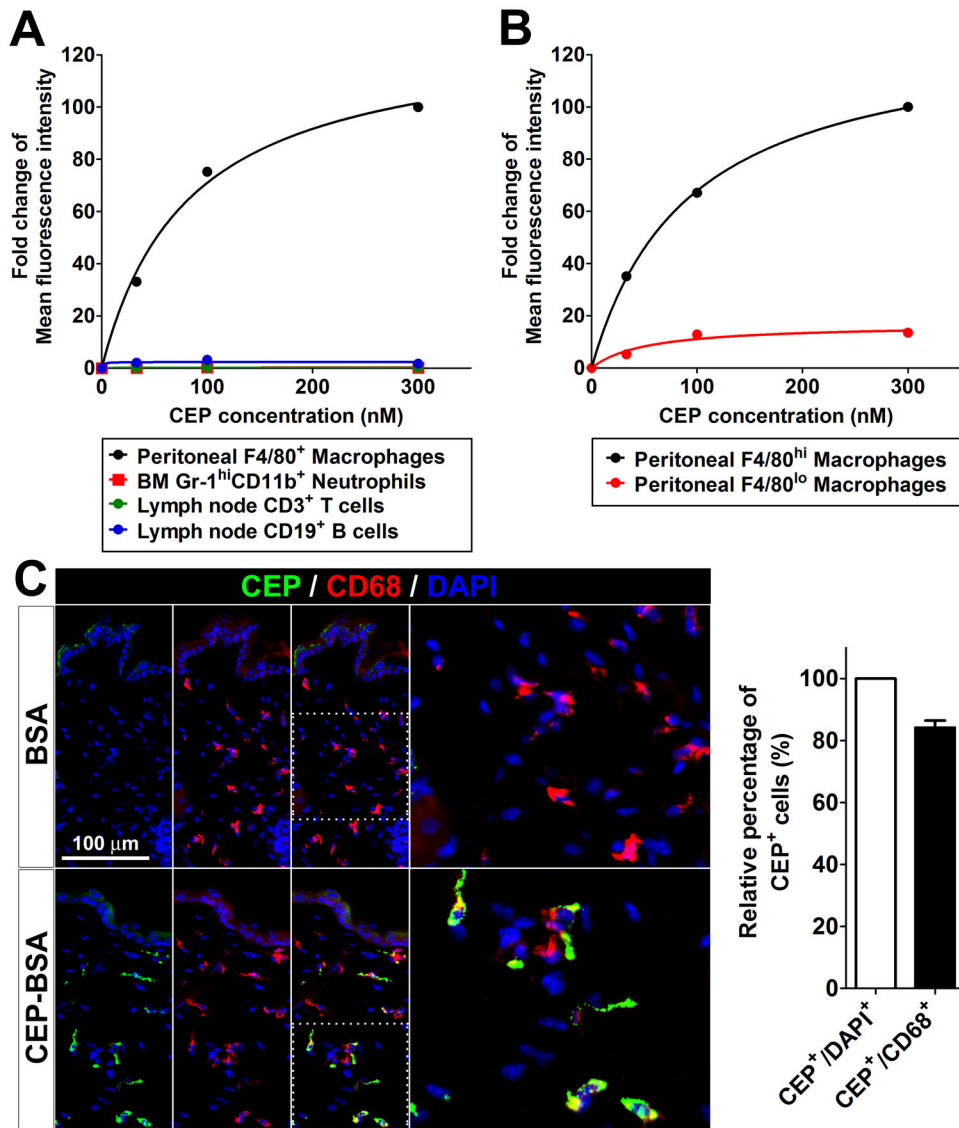 A
Fold change of
Mean fluorescence intensity
120
100
80
60
40
20
0
0 100 200 300
CEP concentration (nM)
Peritoneal F4/80⁺ Macrophages
BM Gr-1ʰⁱCD11b⁺ Neutrophils
Lymph node CD3⁺ T cells
Lymph node CD19⁺ B cells
B
Fold change of
Mean fluorescence intensity
120
100
80
60
40
20
0
0 100 200 300
CEP concentration (nM)
Peritoneal F4/80ʰⁱ Macrophages
Peritoneal F4/80ˡᵒ Macrophages
C
CEP / CD68 / DAPI
BSA
100 μm
CEP-BSA
Relative percentage of
CEP⁺ cells (%)
100
80
60
40
20
0
CEP⁺/DAPI⁺
CEP⁺/CD68⁺